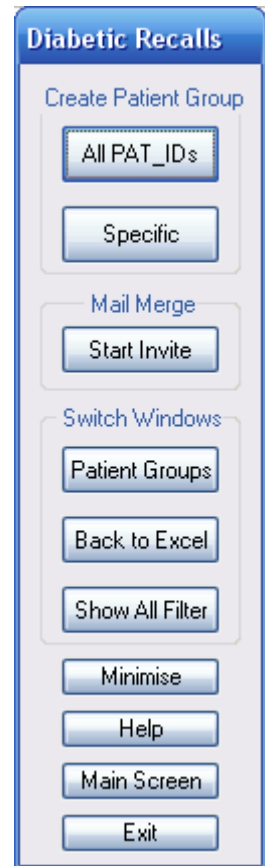 Diabetic Recalls
Create Patient Group
All PAT_IDs
Specific
Mail Merge
Start Invite
Switch Windows
Patient Groups
Back to Excel
Show All Filter
Minimise
Help
Main Screen
Exit